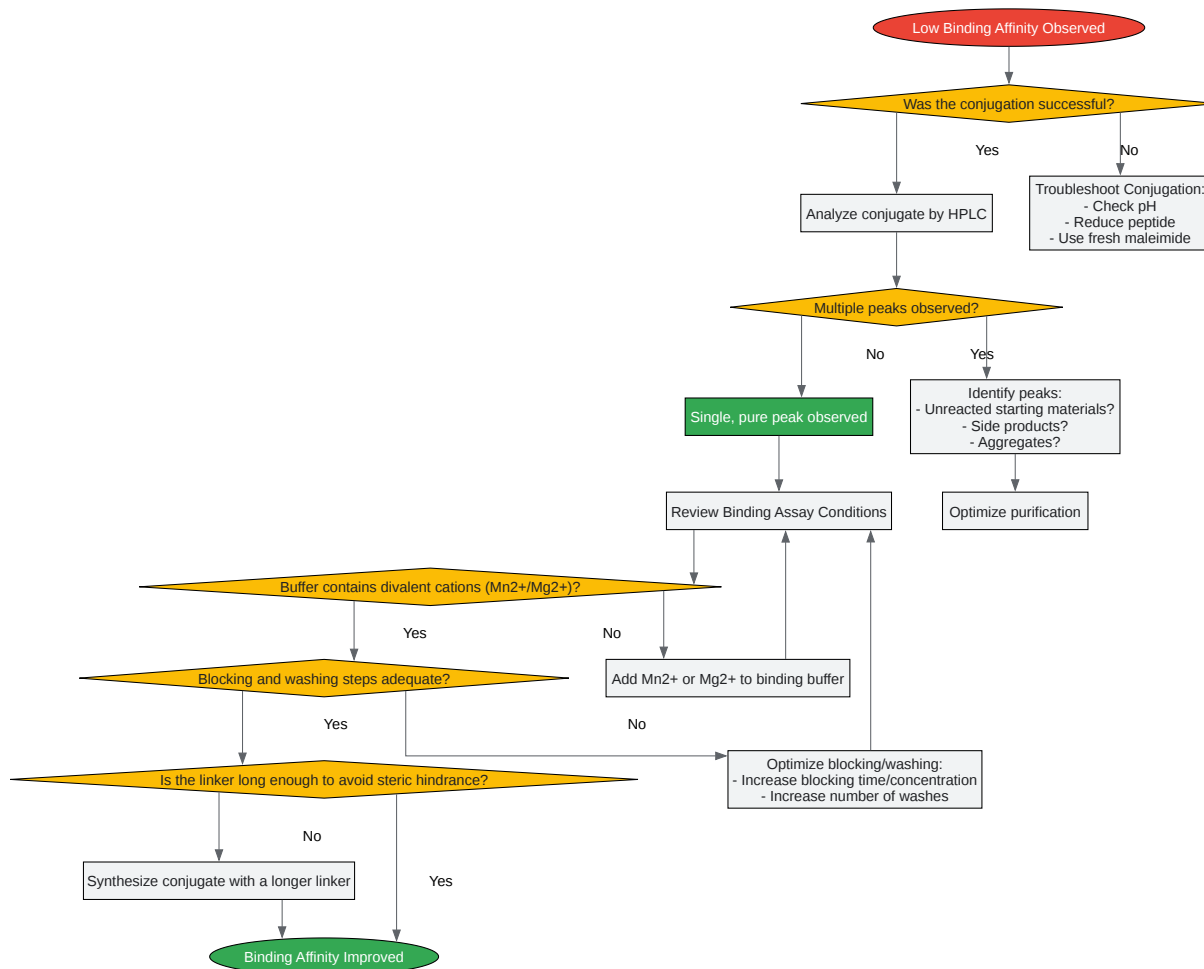 Low Binding Affinity Observed
Was the conjugation successful?
Yes
No
Troubleshoot Conjugation:
- Check pH
- Reduce peptide
- Use fresh maleimide
Analyze conjugate by HPLC
Multiple peaks observed?
No
Yes
Identify peaks:
- Unreacted starting materials?
- Side products?
- Aggregates?
Single, pure peak observed
Review Binding Assay Conditions
Optimize purification
Buffer contains divalent cations (Mn2+/Mg2+)?
Yes
No
Blocking and washing steps adequate?
Add Mn2+ or Mg2+ to binding buffer
Yes
No
Optimize blocking/washing:
- Increase blocking time/concentration
- Increase number of washes
Is the linker long enough to avoid steric hindrance?
No
Yes
Synthesize conjugate with a longer linker
Binding Affinity Improved